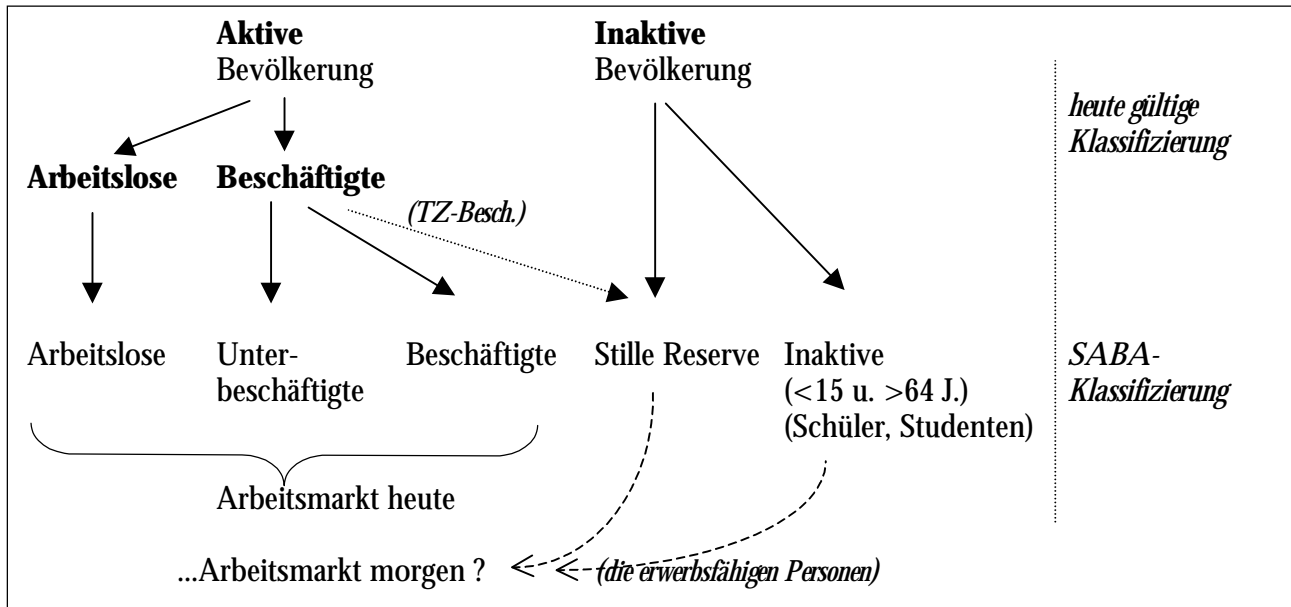 Aktive
Bevölkerung
Inaktive
Bevölkerung
heute gültige
Klassifizierung
Arbeitslose
Beschäftigte
(TZ-Besch.)
Arbeitslose
Unter-
beschäftigte
Beschäftigte
Stille Reserve
Inaktive
(<15 u. >64 J.)
(Schüler, Studenten)
SABA-
Klassifizierung
Arbeitsmarkt heute
...Arbeitsmarkt morgen ?
(die erwerbsfähigen Personen)